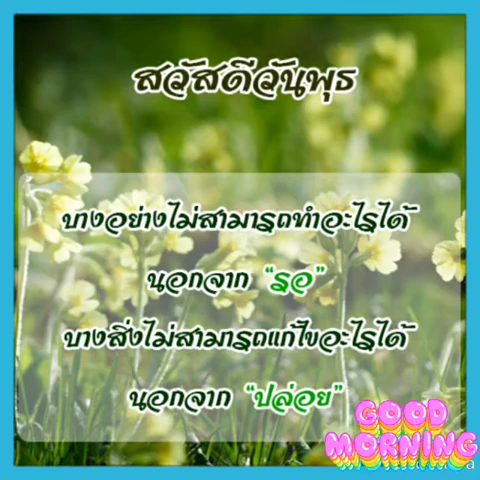 สวัสดีวันพุธ
บางอย่างไม่สามารถทำอะไรได้
นอกจาก "รอ"
บางสิ่งไม่สามารถแก้ไขอะไรได้
นอกจาก "ปล่อย"
GOOD
MORNING